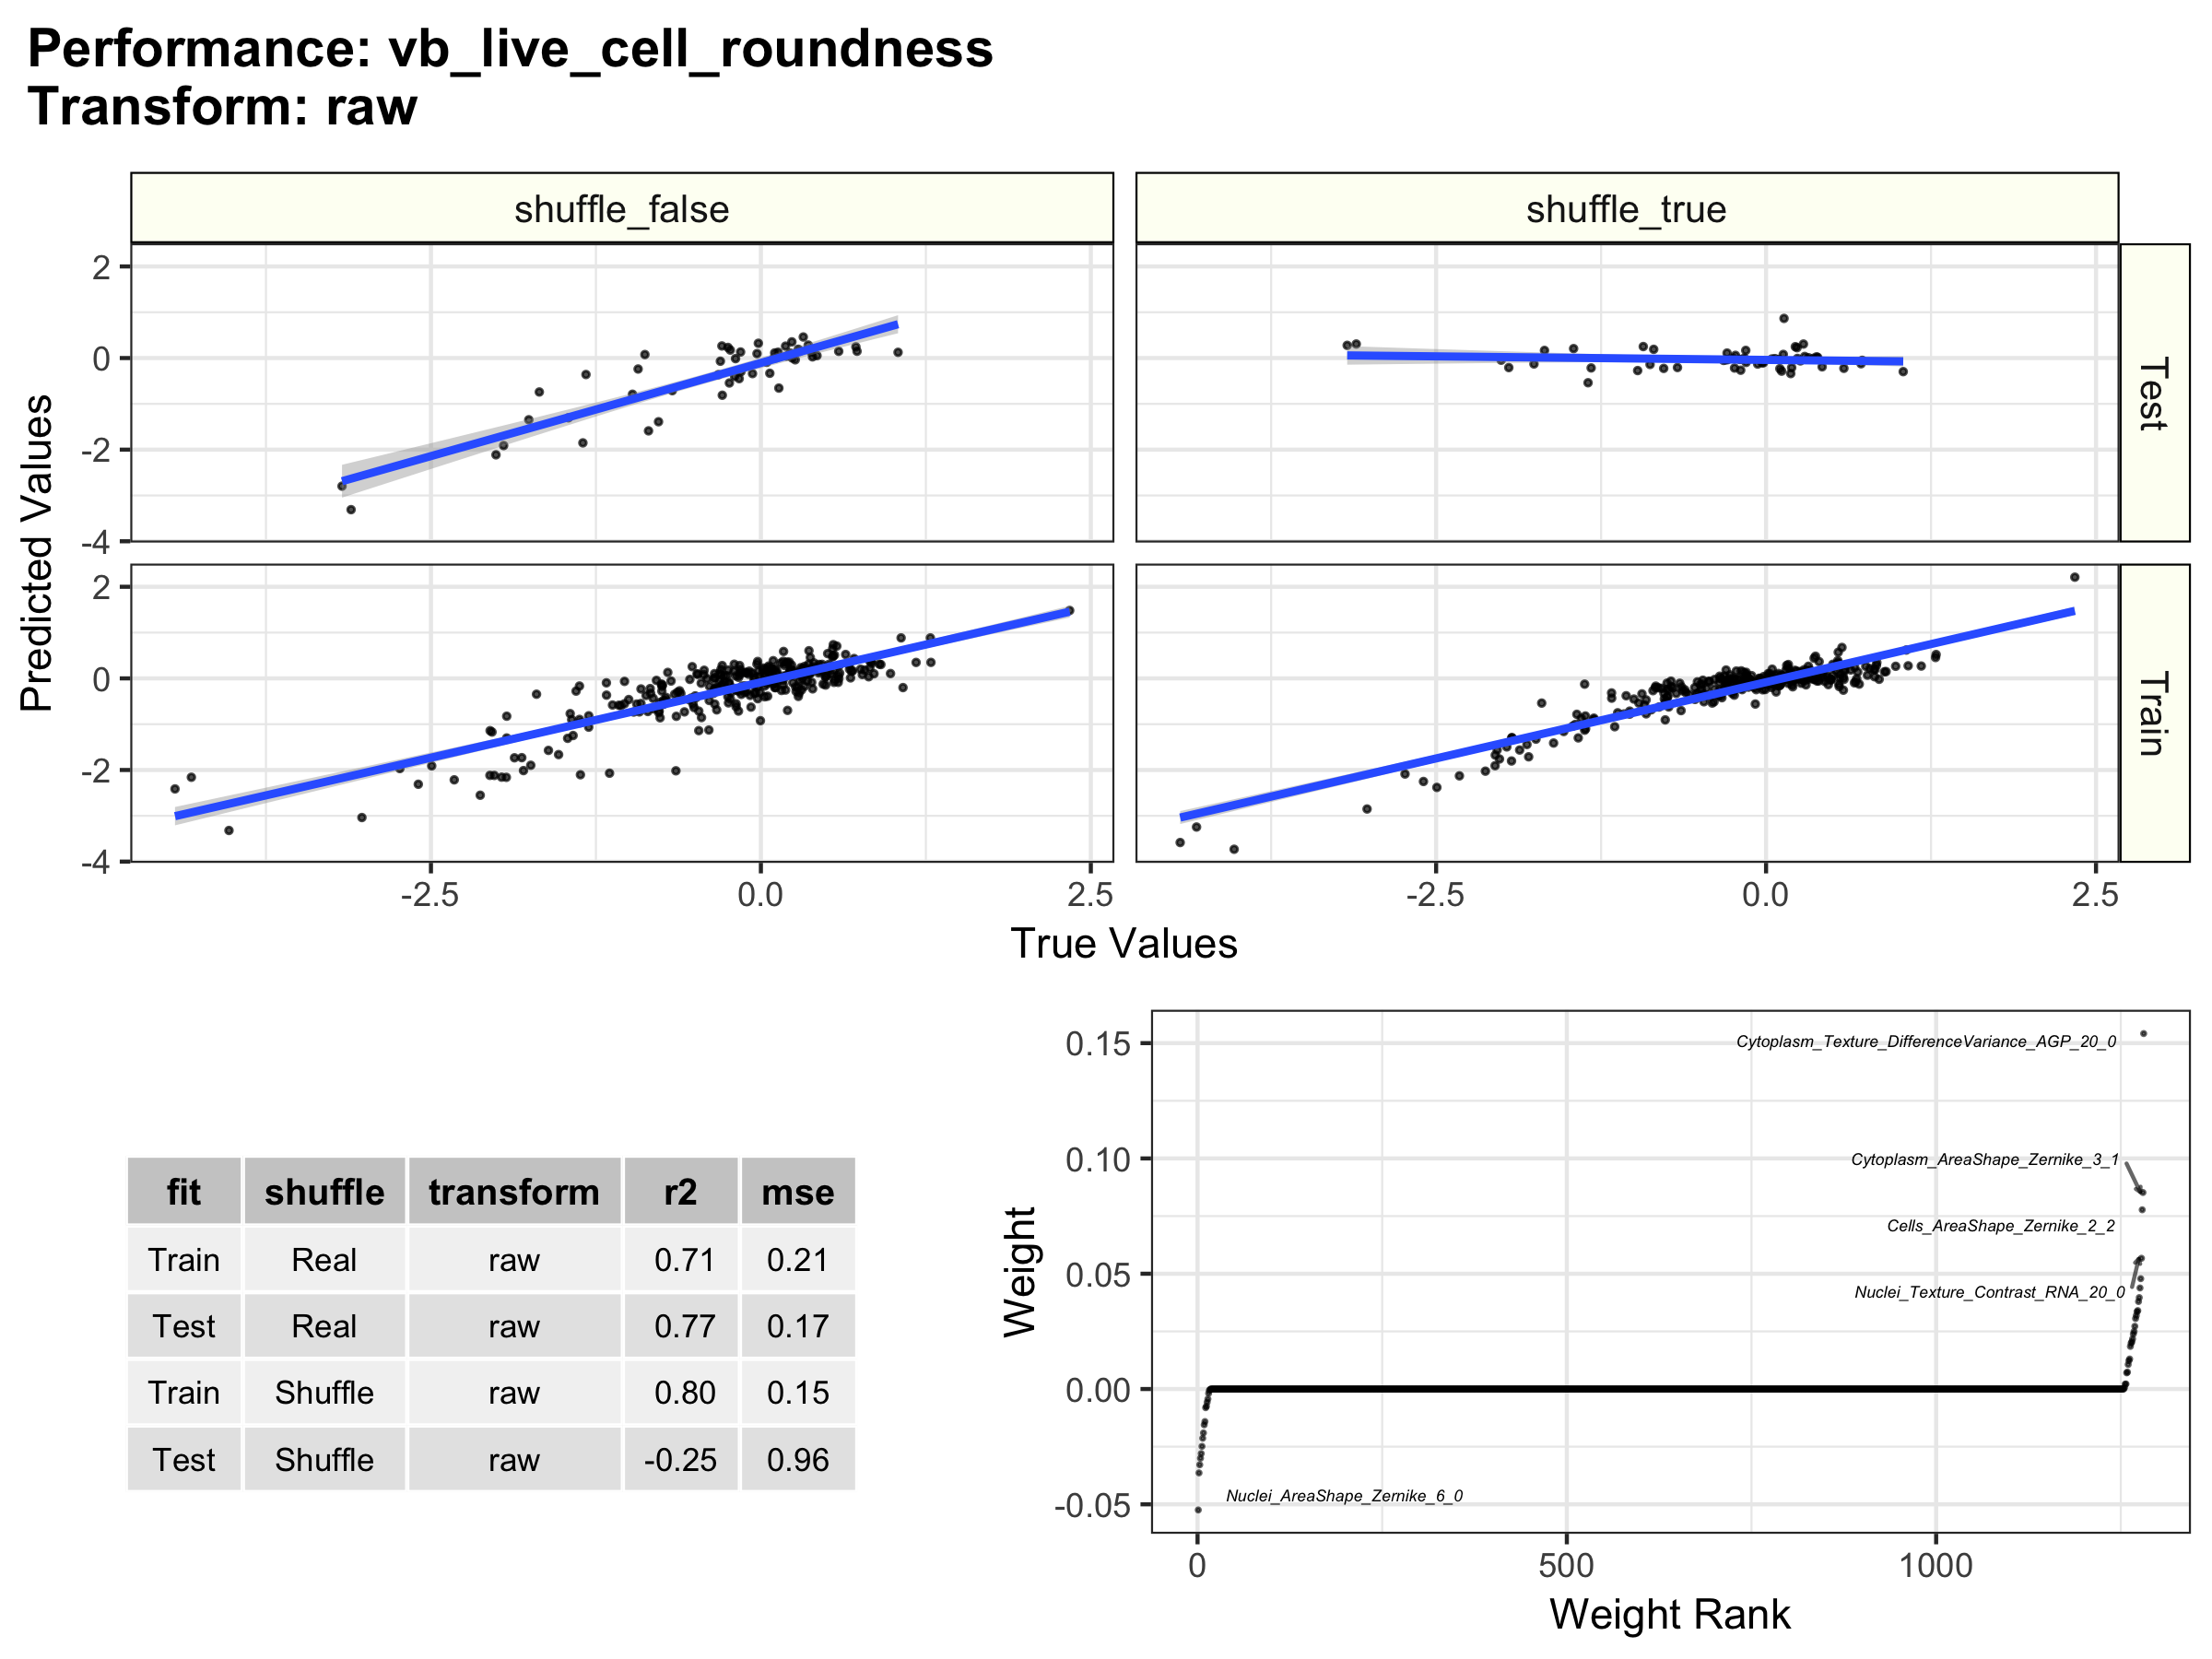 Performance: vb_live_cell_roundness
Transform: raw
shuffle_false
shuffle_true
Predicted Values
2
0
-2
-4
Test
2
0
-2
-4
Train
-2.5
0.0
2.5
-2.5
0.0
2.5
True Values
fit shuffle transform r2 mse
Train Real raw 0.71 0.21
Test Real raw 0.77 0.17
Train Shuffle raw 0.80 0.15
Test Shuffle raw -0.25 0.96
Weight
0.15
0.10
0.05
0.00
-0.05
Cytoplasm_Texture_DifferenceVariance_AGP_20_0
Cytoplasm_AreaShape_Zernike_3_1
Cells_AreaShape_Zernike_2_2
Nuclei_Texture_Contrast_RNA_20_0
Nuclei_AreaShape_Zernike_6_0
0
500
1000
Weight Rank